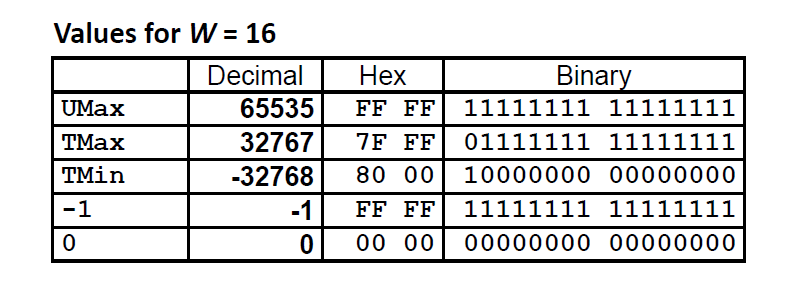 Values for W = 16
Decimal Hex Binary
UMax 65535 FF FF 11111111 11111111
TMax 32767 7F FF 01111111 11111111
TMin -32768 80 00 10000000 00000000
-1 -1 FF FF 11111111 11111111
0 0 00 00 00000000 00000000